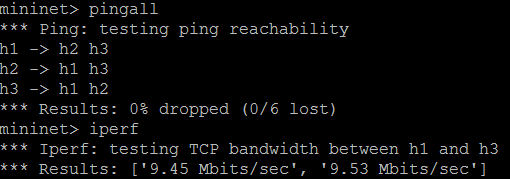 mininet> pingall
*** Ping: testing ping reachability
h1 -> h2 h3
h2 -> h1 h3
h3 -> h1 h2
*** Results: 0% dropped (0/6 lost)
mininet> iperf
*** Iperf: testing TCP bandwidth between h1 and h3
*** Results: ['9.45 Mbits/sec', '9.53 Mbits/sec']